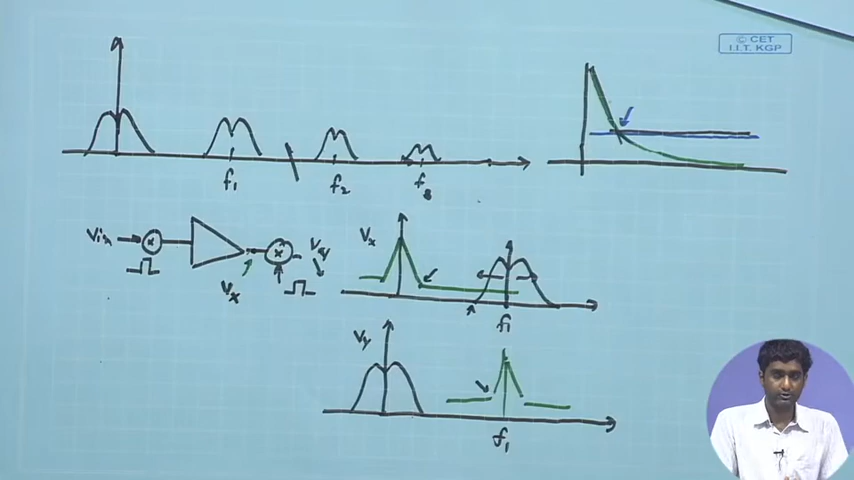 © CET
I.I.T. KGP
f₁
f₂
f₃
Vin
x
x
Vy
Vx
Vx
f₁
Vy
f₁